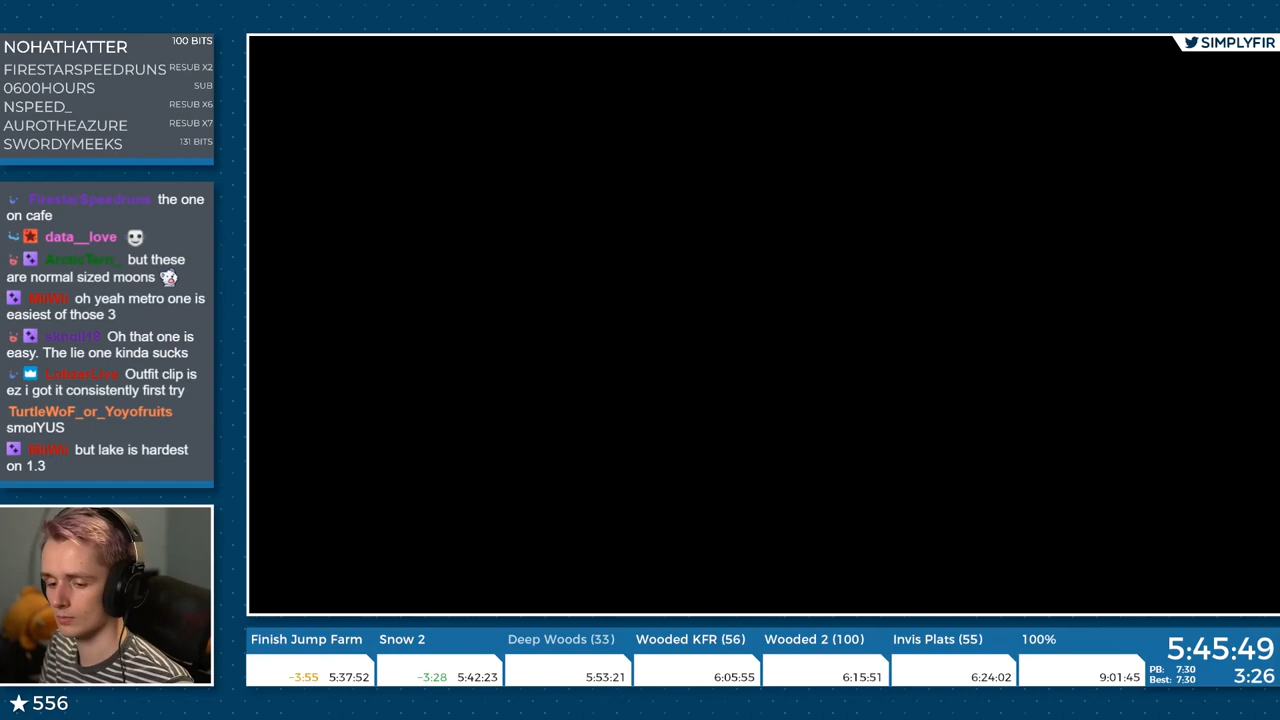 NOHATHATTER 100 BITS
FIRESTARSPEEDRUNS RESUB X2
0600HOURS SUB
NSPEED_ RESUB X6
AUROTHEAZURE RESUB X7
SWORDYMEEKS 131 BITS
SIMPLYFIR
FirestarSpeedruns the one
on cafe
data__love
ArcticTern_ but these
are normal sized moons
MiiWii oh yeah metro one is
easiest of those 3
Oh that one is
easy. The lie one kinda sucks
Outfit clip is
ez i got it consistently first try
TurtleWoF_or_Yoyofruits
smolYUS
MiiWii but lake is hardest
on 1.3
Finish Jump Farm Snow 2 Deep Woods (33) Wooded KFR (56) Wooded 2 (100) Invis Plats (55) 100%
−3:55 5:37:52 −3:28 5:42:23 5:53:21 6:05:55 6:15:51 6:24:02 9:01:45
5:45:49
PB: 7:30
Best: 7:30 3:26
556